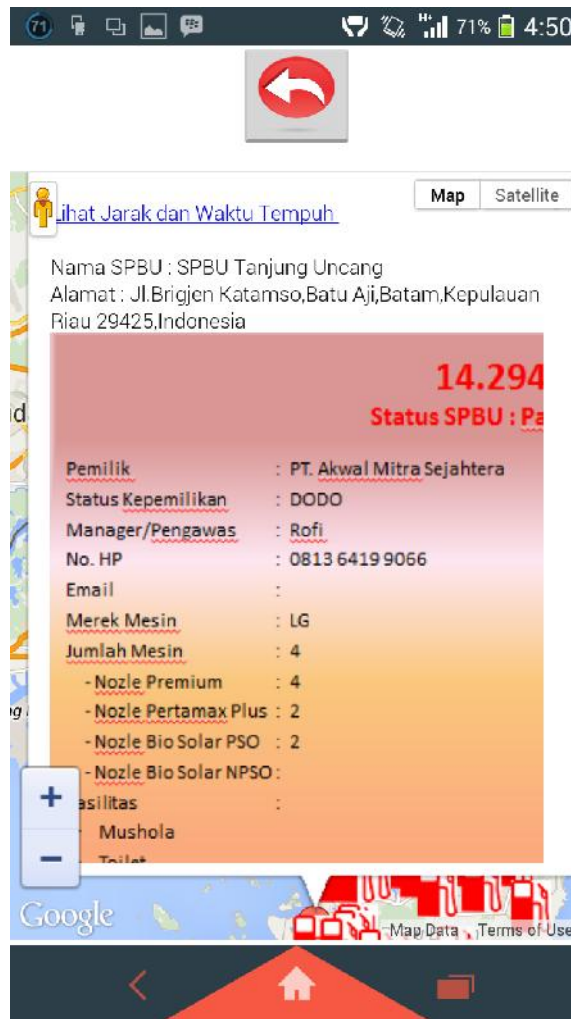 71 71% 4:50
Map Satellite
Lihat Jarak dan Waktu Tempuh
Nama SPBU : SPBU Tanjung Uncang
Alamat : Jl.Brigjen Katamso,Batu Aji,Batam,Kepulauan
Riau 29425,Indonesia
14.294
Status SPBU : Pa
Pemilik : PT. Akwal Mitra Sejahtera
Status Kepemilikan : DODO
Manager/Pengawas : Rofi
No. HP : 0813 6419 9066
Email :
Merek Mesin : LG
Jumlah Mesin : 4
- Nozle Premium : 4
- Nozle Pertamax Plus : 2
- Nozle Bio Solar PSO : 2
- Nozle Bio Solar NPSO :
asilitas :
Mushola
Toilet
Google Map Data Terms of Use